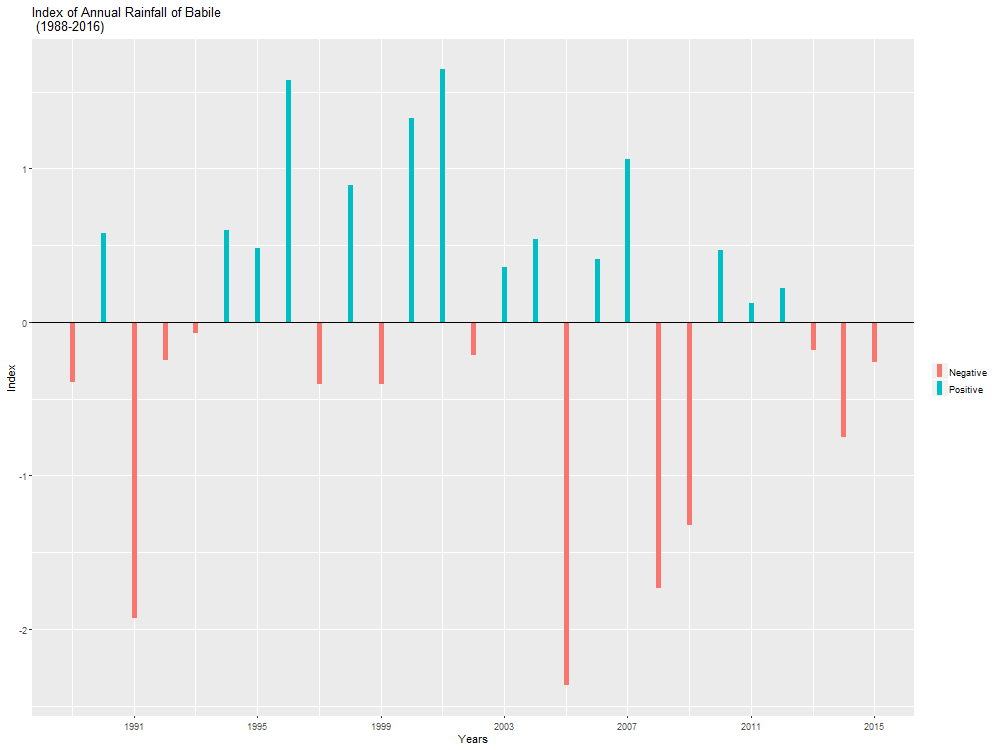 Index of Annual Rainfall of Babile
(1988-2016)
1
0
-1
-2
Index
1991 1995 1999 2003 2007 2011 2015
Years
Negative
Positive